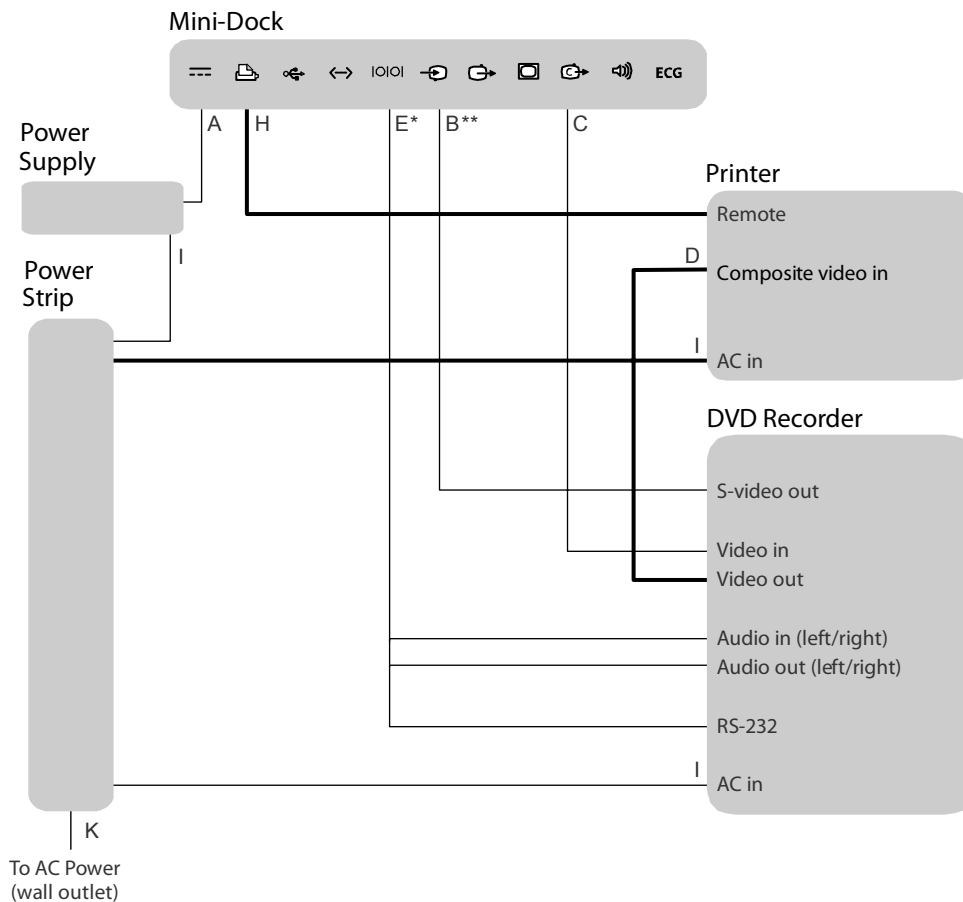 Mini-Dock
IOIOI
C
ECG
A
H
E*
B**
C
Power
Supply
I
Power
Strip
Printer
Remote
D
Composite video in
I
AC in
DVD Recorder
S-video out
Video in
Video out
Audio in (left/right)
Audio out (left/right)
RS-232
I
AC in
K
To AC Power
(wall outlet)